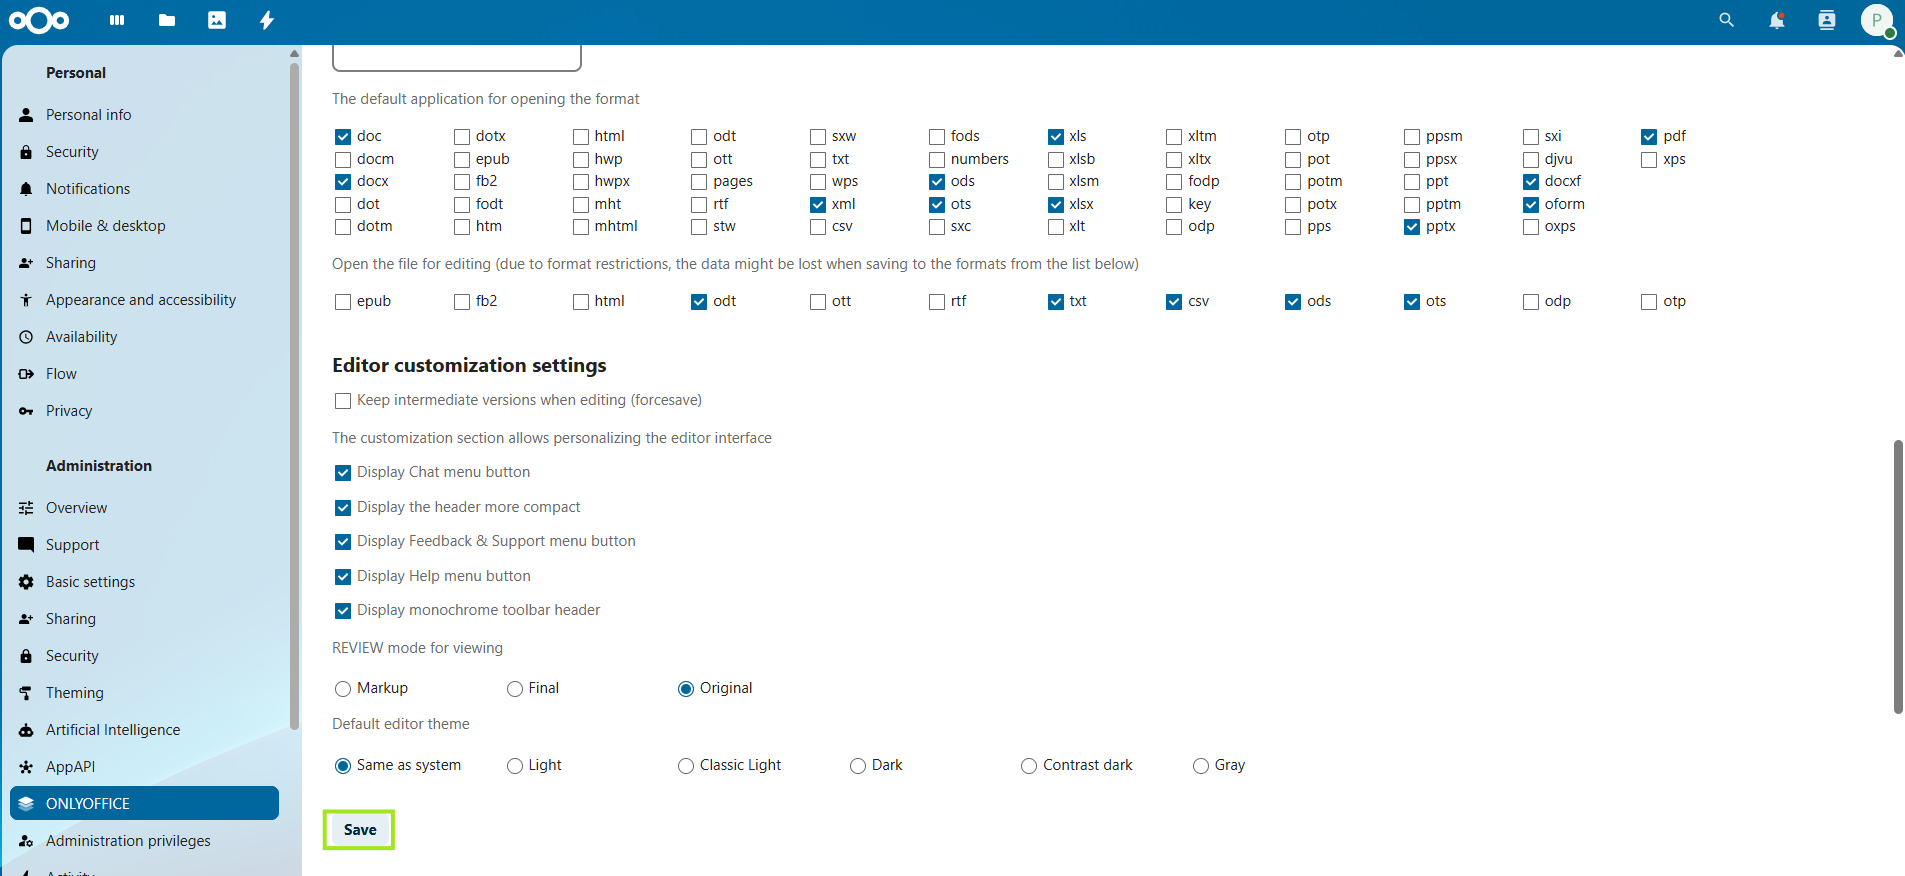 P
Personal
Personal info
Security
Notifications
Mobile & desktop
Sharing
Appearance and accessibility
Availability
Flow
Privacy
Administration
Overview
Support
Basic settings
Sharing
Security
Theming
Artificial Intelligence
AppAPI
ONLYOFFICE
Administration privileges
Activity
The default application for opening the format
doc dotx html odt sxw fods xls xltm otp ppsm sxi pdf
docm epub hwp ott txt numbers xlsb xltx pot ppsx djvu xps
docx fb2 hwpx pages wps ods xlsm fodp potm ppt docxf
dot fodt mht rtf xml ots xlsx key potx pptm oform
dotm htm mhtml stw csv sxc xlt odp pps pptx oxps
Open the file for editing (due to format restrictions, the data might be lost when saving to the formats from the list below)
epub fb2 html odt ott rtf txt csv ods ots odp otp
Editor customization settings
Keep intermediate versions when editing (forcesave)
The customization section allows personalizing the editor interface
Display Chat menu button
Display the header more compact
Display Feedback & Support menu button
Display Help menu button
Display monochrome toolbar header
REVIEW mode for viewing
Markup Final Original
Default editor theme
Same as system Light Classic Light Dark Contrast dark Gray
Save